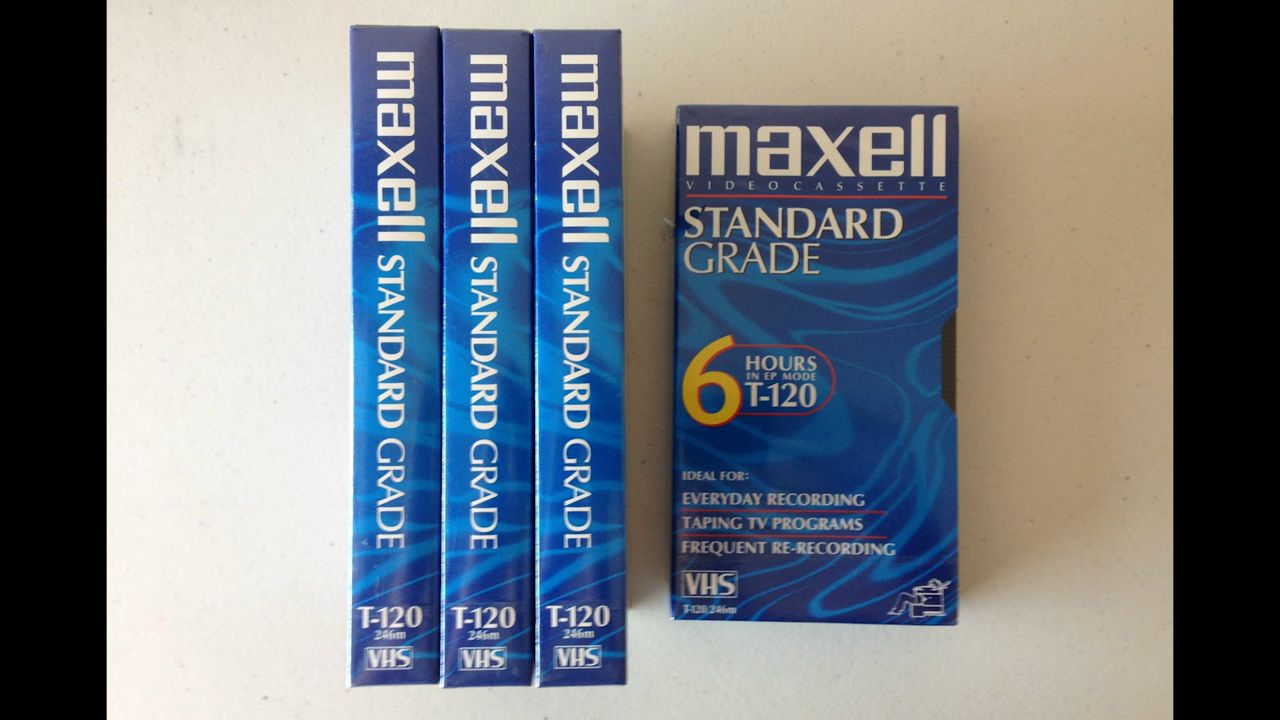 maxell STANDARD GRADE
T-120
246m
VHS
maxell STANDARD GRADE
T-120
246m
VHS
maxell STANDARD GRADE
T-120
246m
VHS
maxell
VIDEOCASSETTE
STANDARD
GRADE
6 HOURS
IN EP MODE
T-120
IDEAL FOR:
EVERYDAY RECORDING
TAPING TV PROGRAMS
FREQUENT RE-RECORDING
VHS
T-120/246m